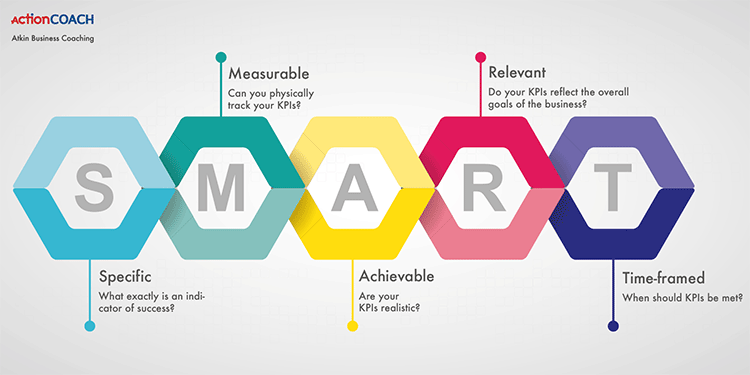 ActionCOACH
Atkin Business Coaching
Measurable
Can you physically
track your KPIs?
Relevant
Do your KPIs reflect the overall
goals of the business?
S M A R T
Specific
What exactly is an indi-
cator of success?
Achievable
Are your
KPIs realistic?
Time-framed
When should KPIs be met?